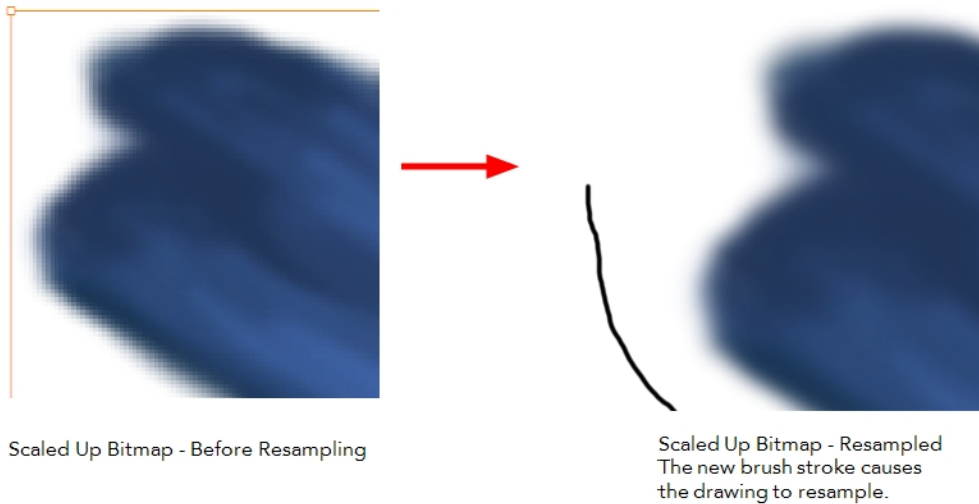 Scaled Up Bitmap - Before Resampling
Scaled Up Bitmap - Resampled
The new brush stroke causes
the drawing to resample.